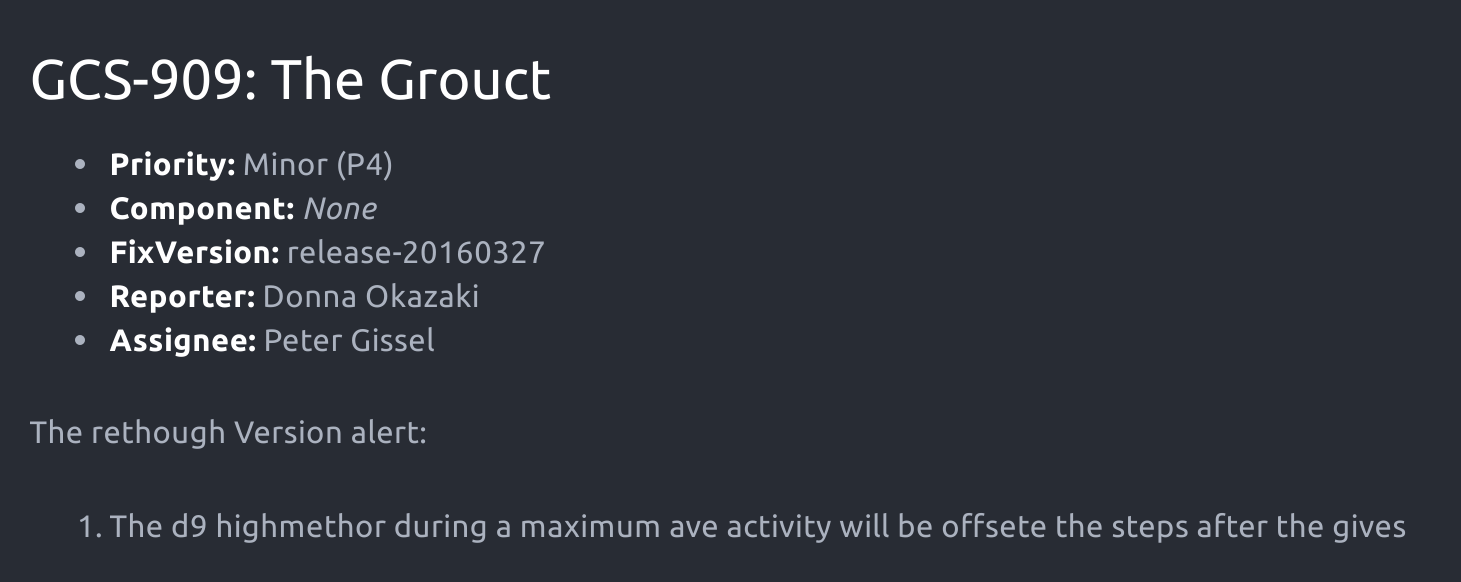 GCS-909: The Grouct
• Priority: Minor (P4)
• Component: None
• FixVersion: release-20160327
• Reporter: Donna Okazaki
• Assignee: Peter Gissel
The rethough Version alert:
1. The d9 highmethor during a maximum ave activity will be offsete the steps after the gives